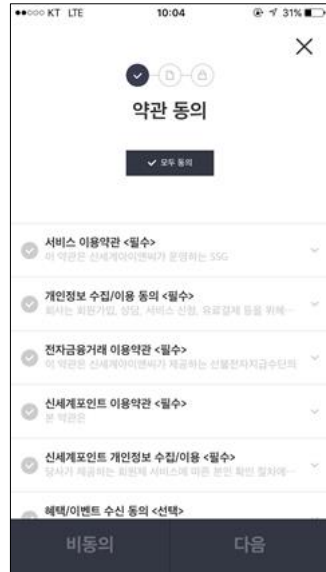 KT LTE 10:04 31%
약관 동의
모두 동의
서비스 이용약관 <필수>
이 약관은 신세계아이앤씨가 운영하는 SSG
개인정보 수집/이용 동의 <필수>
회사는 회원가입, 상담, 서비스 신청, 유료결제 등을 위해…
전자금융거래 이용약관 <필수>
이 약관은 신세계아이앤씨가 제공하는 선불전자지급수단의
신세계포인트 이용약관 <필수>
본 약관은
신세계포인트 개인정보 수집/이용 <필수>
당사가 제공하는 회원제 서비스에 따른 본인 확인 절차에…
혜택/이벤트 수신 동의 <선택>
비동의 다음